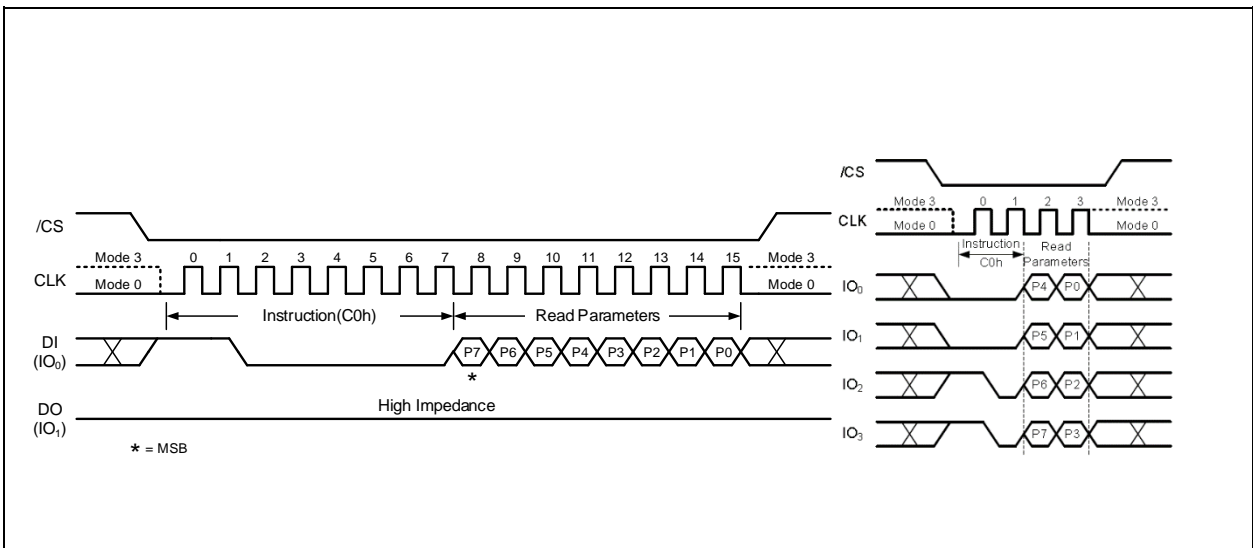 /CS
Mode 3 0 1 2 3 4 5 6 7 8 9 10 11 12 13 14 15 Mode 3
CLK
Mode 0 Mode 0
Instruction(C0h) Read Parameters
DI
(IO₀)
P7 P6 P5 P4 P3 P2 P1 P0
*
High Impedance
DO
(IO₁)
* = MSB
/CS
Mode 3 0 1 2 3 Mode 3
CLK
Mode 0 Mode 0
Instruction Read
C0h Parameters
IO₀ P4 P0
IO₁ P5 P1
IO₂ P6 P2
IO₃ P7 P3